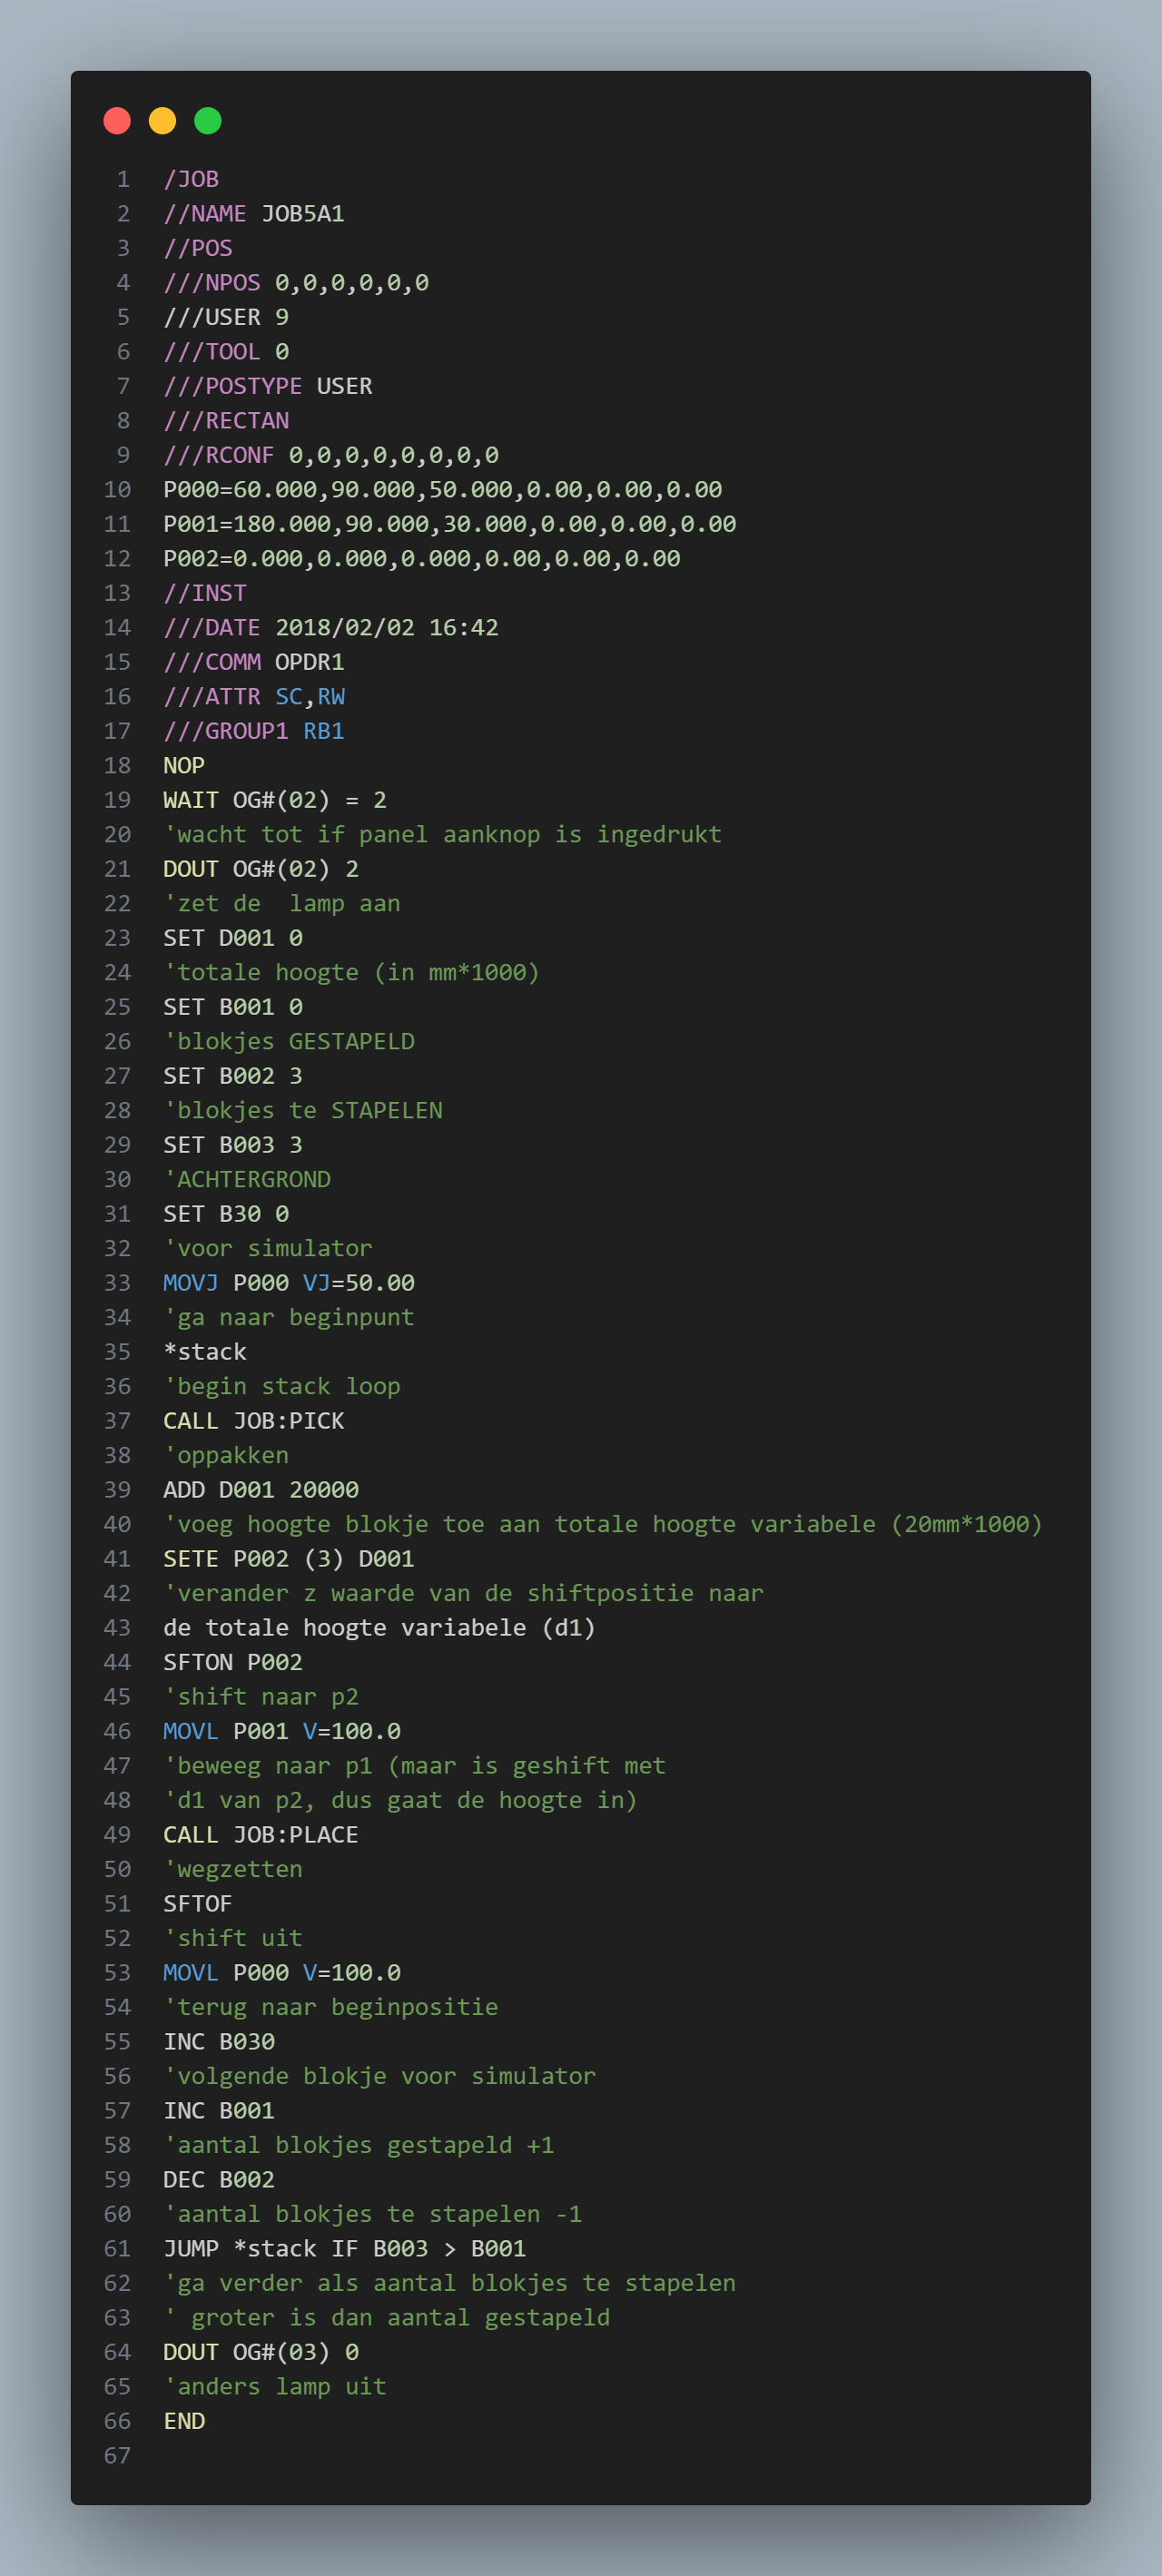 1 /JOB
2 //NAME JOB5A1
3 //POS
4 ///NPOS 0,0,0,0,0,0
5 ///USER 9
6 ///TOOL 0
7 ///POSTYPE USER
8 ///RECTAN
9 ///RCONF 0,0,0,0,0,0,0,0
10 P000=60.000,90.000,50.000,0.00,0.00,0.00
11 P001=180.000,90.000,30.000,0.00,0.00,0.00
12 P002=0.000,0.000,0.000,0.00,0.00,0.00
13 //INST
14 ///DATE 2018/02/02 16:42
15 ///COMM OPDR1
16 ///ATTR SC,RW
17 ///GROUP1 RB1
18 NOP
19 WAIT OG#(02) = 2
20 'wacht tot if panel aanknop is ingedrukt
21 DOUT OG#(02) 2
22 'zet de  lamp aan
23 SET D001 0
24 'totale hoogte (in mm*1000)
25 SET B001 0
26 'blokjes GESTAPELD
27 SET B002 3
28 'blokjes te STAPELEN
29 SET B003 3
30 'ACHTERGROND
31 SET B30 0
32 'voor simulator
33 MOVJ P000 VJ=50.00
34 'ga naar beginpunt
35 *stack
36 'begin stack loop
37 CALL JOB:PICK
38 'oppakken
39 ADD D001 20000
40 'voeg hoogte blokje toe aan totale hoogte variabele (20mm*1000)
41 SETE P002 (3) D001
42 'verander z waarde van de shiftpositie naar
43 de totale hoogte variabele (d1)
44 SFTON P002
45 'shift naar p2
46 MOVL P001 V=100.0
47 'beweeg naar p1 (maar is geshift met
48 'd1 van p2, dus gaat de hoogte in)
49 CALL JOB:PLACE
50 'wegzetten
51 SFTOF
52 'shift uit
53 MOVL P000 V=100.0
54 'terug naar beginpositie
55 INC B030
56 'volgende blokje voor simulator
57 INC B001
58 'aantal blokjes gestapeld +1
59 DEC B002
60 'aantal blokjes te stapelen -1
61 JUMP *stack IF B003 > B001
62 'ga verder als aantal blokjes te stapelen
63 ' groter is dan aantal gestapeld
64 DOUT OG#(03) 0
65 'anders lamp uit
66 END
67